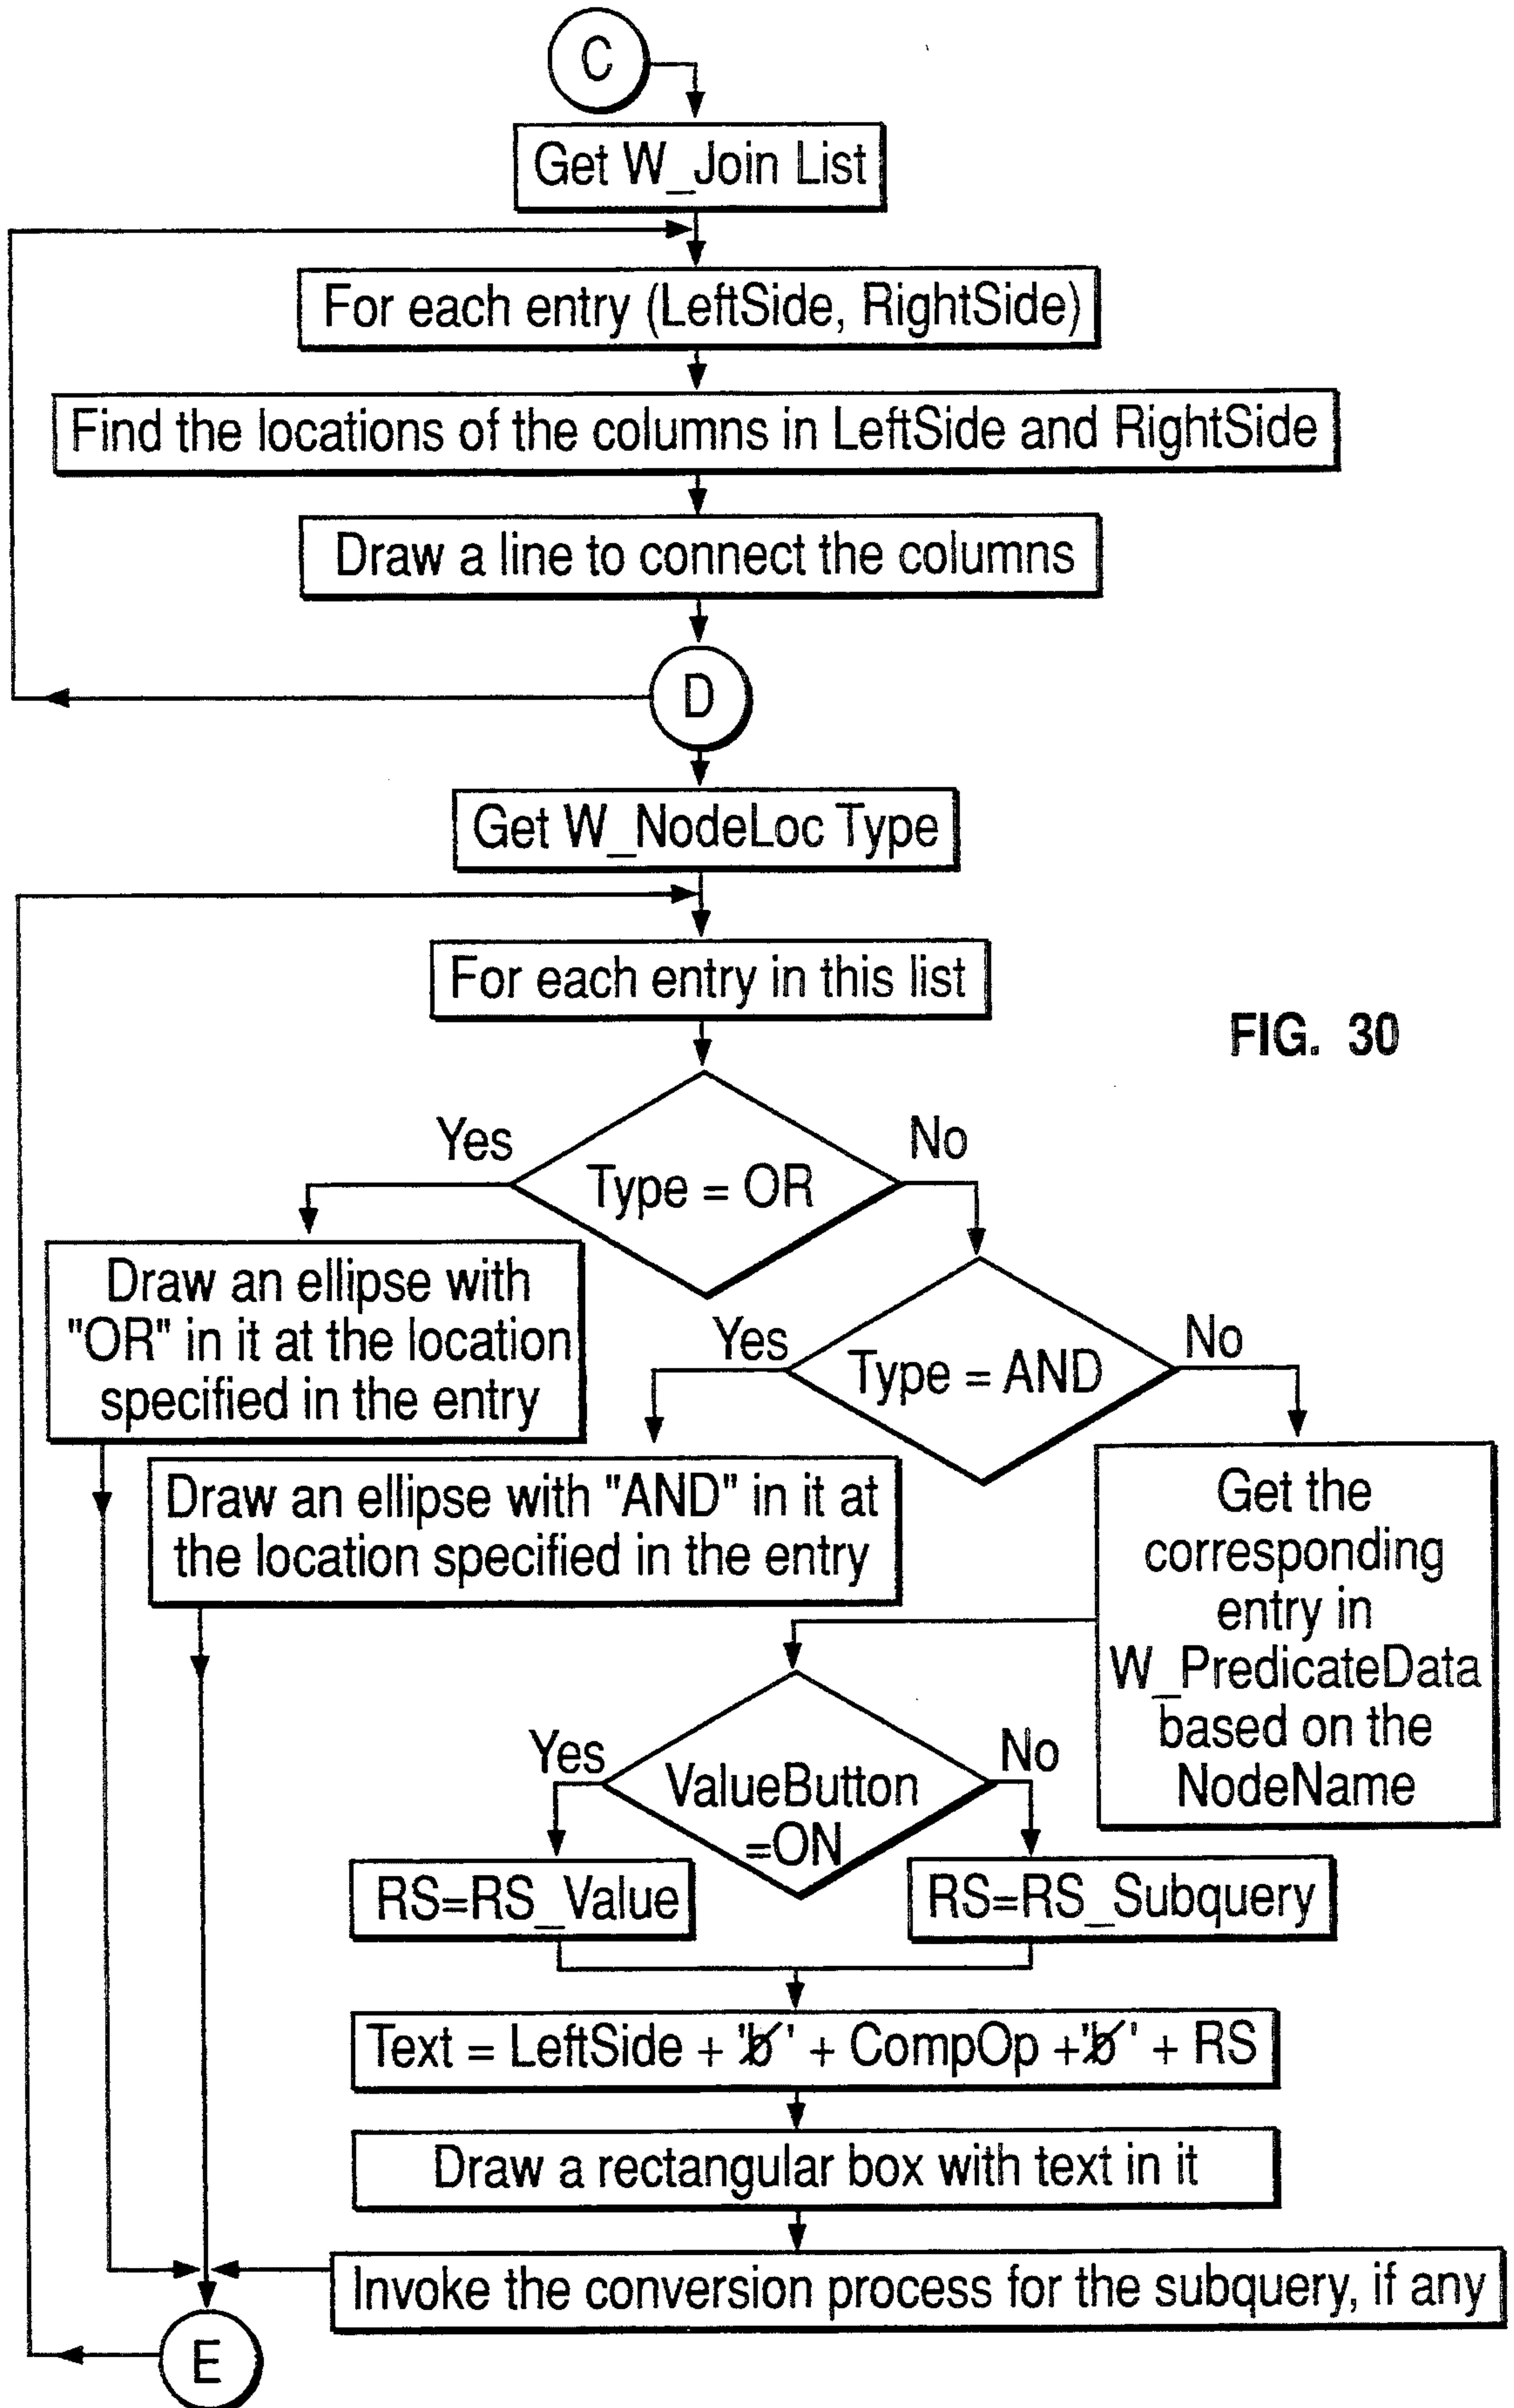 C
Get W_Join List
For each entry (LeftSide, RightSide)
Find the locations of the columns in LeftSide and RightSide
Draw a line to connect the columns
D
Get W_NodeLoc Type
For each entry in this list
FIG. 30
Yes
No
Type = OR
Draw an ellipse with
"OR" in it at the location
specified in the entry
Yes
No
Type = AND
Draw an ellipse with "AND" in it at
the location specified in the entry
Get the
corresponding
entry in
W_PredicateData
based on the
NodeName
Yes
No
ValueButton
=ON
RS=RS_Value
RS=RS_Subquery
Text = LeftSide + 'b̸' + CompOp +'b̸' + RS
Draw a rectangular box with text in it
Invoke the conversion process for the subquery, if any
E